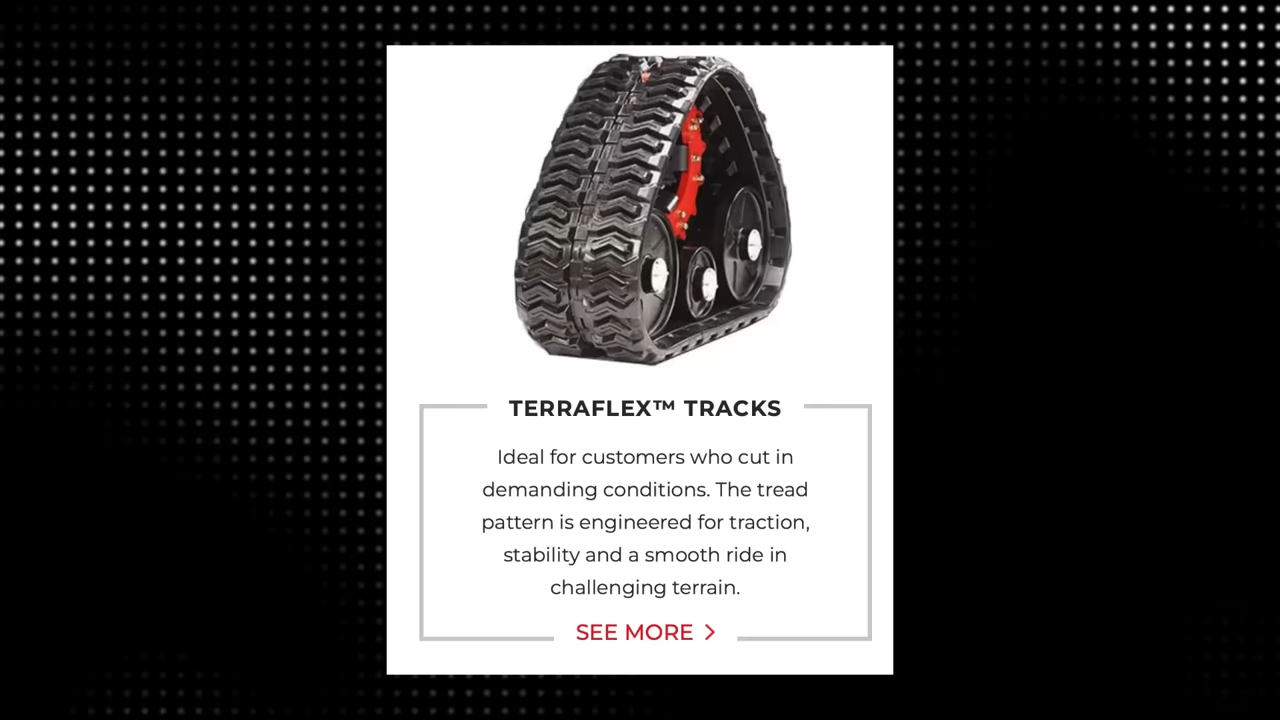 TERRAFLEX™ TRACKS
Ideal for customers who cut in
demanding conditions. The tread
pattern is engineered for traction,
stability and a smooth ride in
challenging terrain.
SEE MORE >